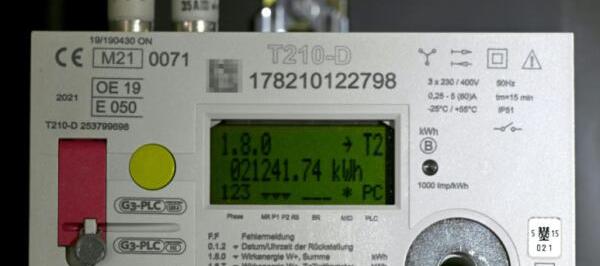 35A
19/190430 ON
CE M21 0071
T210-D
178210122798
2021
OE 19
E 050
T210-D 253799698
3 x 230 / 400V 50Hz
0,25 - 5 (60)A tm=15 min
-25°C / +55°C IP51
kWh
B
1000 Imp/kWh
1.8.0 → T2
021241.74 kWh
123 * PC
Phase MR P1 P2 RS BR M/D PLC
G3-PLC
G3-PLC
F.F Fehlermeldung
0.1.2 Datum/Uhrzeit der Rückstellung
1.8.0 Wirkenergie W+, Summe kWh
S 15
021